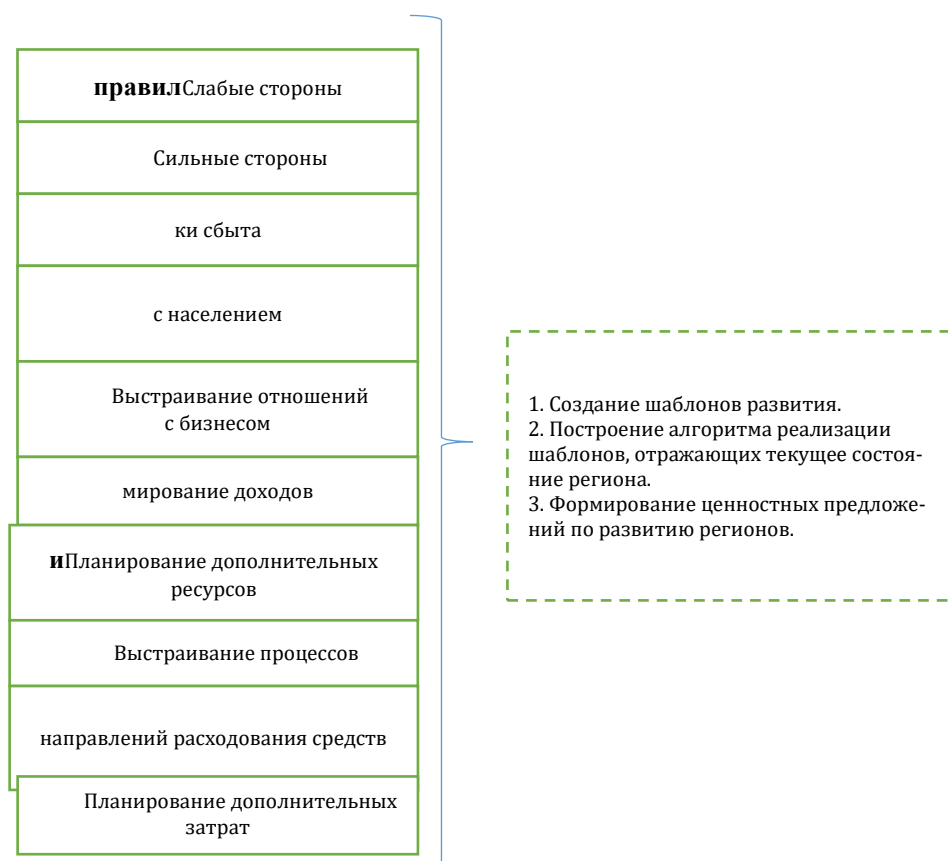 правилСлабые стороны
Сильные стороны
ки сбыта
с населением
Выстраивание отношений
с бизнесом
мирование доходов
иПланирование дополнительных
ресурсов
Выстраивание процессов
направлений расходования средств
Планирование дополнительных
затрат
1. Создание шаблонов развития.
2. Построение алгоритма реализации
шаблонов, отражающих текущее состоя-
ние региона.
3. Формирование ценностных предложе-
ний по развитию регионов.